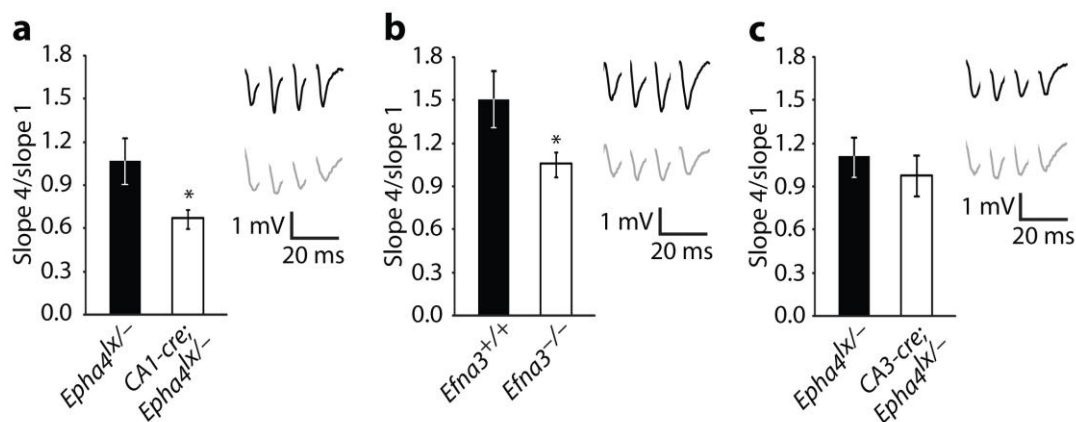 a
1.8
1.5
1.2
0.9
0.6
0.3
0.0
Slope 4/slope 1
*
1 mV
20 ms
Epha4lx/–
CA1-cre;
Epha4lx/–
b
1.8
1.5
1.2
0.9
0.6
0.3
0.0
Slope 4/slope 1
*
1 mV
20 ms
Efna3+/+
Efna3−/−
c
1.8
1.5
1.2
0.9
0.6
0.3
0.0
Slope 4/slope 1
1 mV
20 ms
Epha4lx/–
CA3-cre;
Epha4lx/–